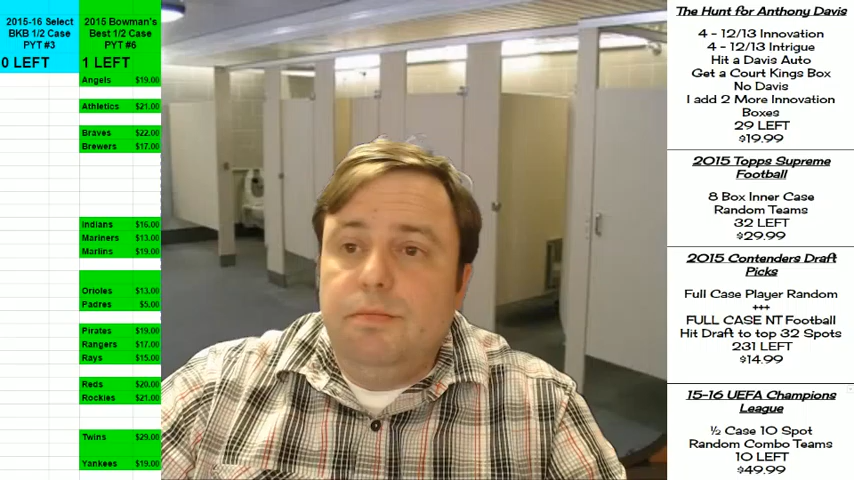 2015-16 Select
BKB 1/2 Case
PYT #3
0 LEFT
2015 Bowman's
Best 1/2 Case
PYT #6
1 LEFT
Angels $19.00
Athletics $21.00
Braves $22.00
Brewers $17.00
Indians $16.00
Mariners $13.00
Marlins $19.00
Orioles $13.00
Padres $5.00
Pirates $19.00
Rangers $17.00
Rays $15.00
Reds $20.00
Rockies $21.00
Twins $29.00
Yankees $19.00
The Hunt for Anthony Davis
4 - 12/13 Innovation
4 - 12/13 Intrigue
Hit a Davis Auto
Get a Court Kings Box
No Davis
I add 2 More Innovation
Boxes
29 LEFT
$19.99
2015 Topps Supreme
Football
8 Box Inner Case
Random Teams
32 LEFT
$29.99
2015 Contenders Draft
Picks
Full Case Player Random
+++
FULL CASE NT Football
Hit Draft to top 32 Spots
231 LEFT
$14.99
15-16 UEFA Champions
League
½ Case 10 Spot
Random Combo Teams
10 LEFT
$49.99